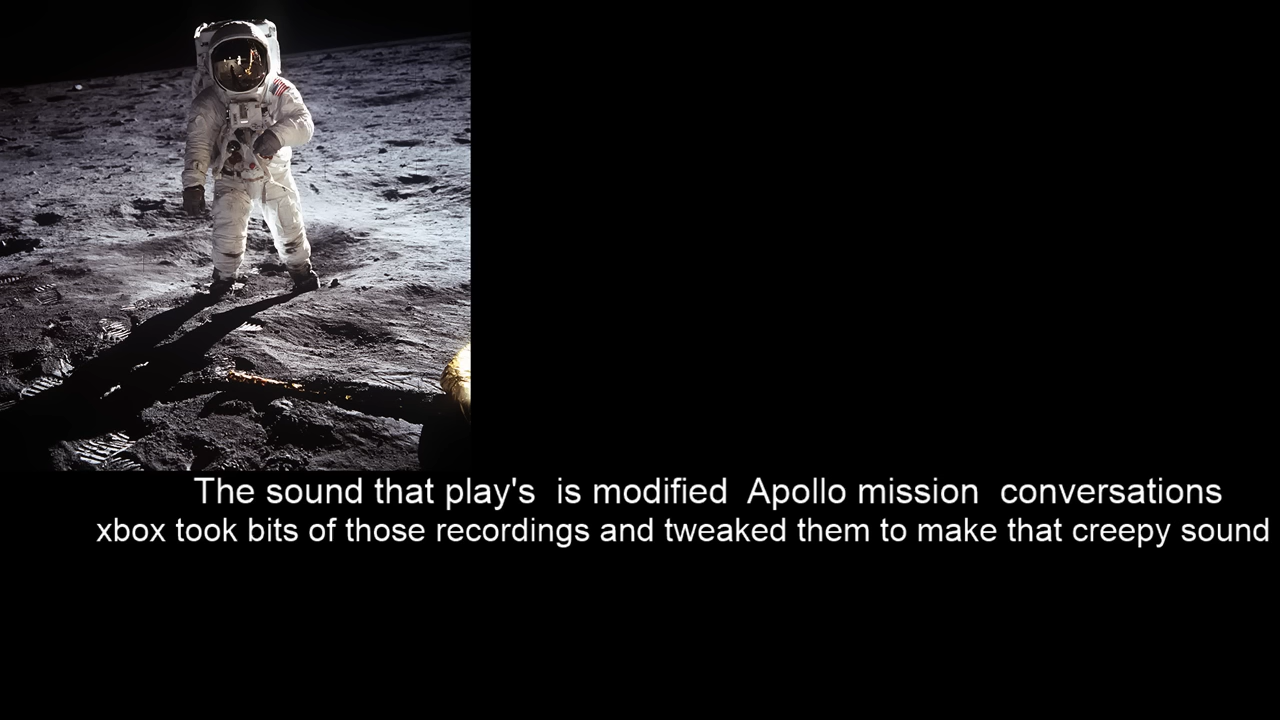 The sound that play's is modified Apollo mission conversations
xbox took bits of those recordings and tweaked them to make that creepy sound